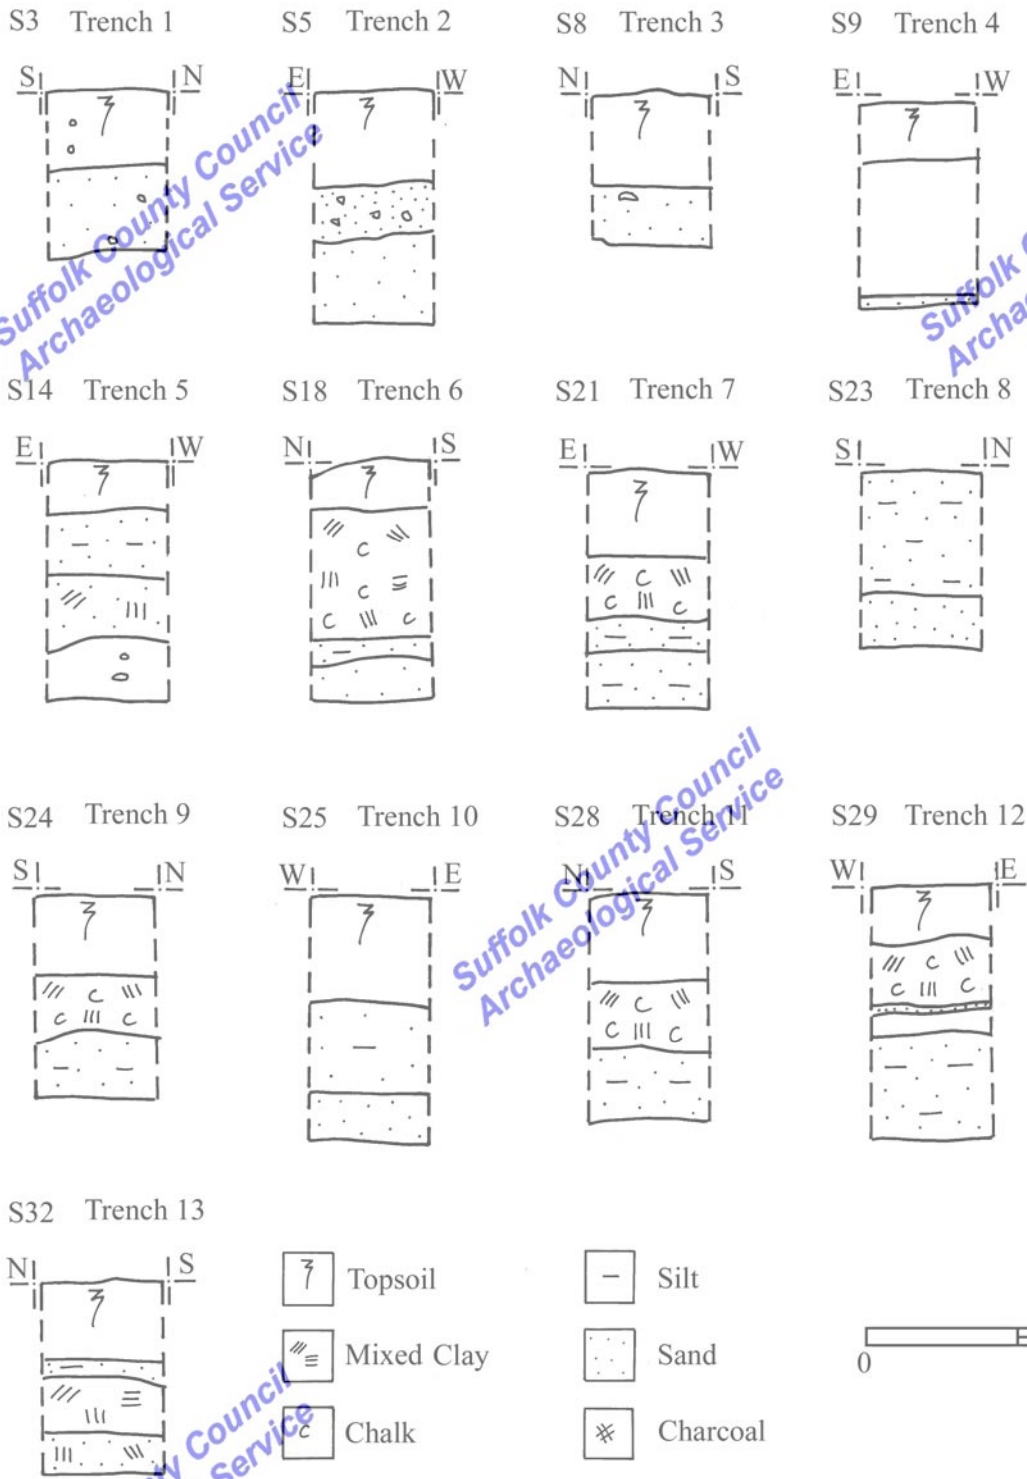 S3 Trench 1
S N
S5 Trench 2
E W
S8 Trench 3
N S
S9 Trench 4
E W
Suffolk County Council
Archaeological Service
S14 Trench 5
E W
S18 Trench 6
N S
S21 Trench 7
E W
S23 Trench 8
S N
S24 Trench 9
S N
S25 Trench 10
W E
S28 Trench 11
N S
S29 Trench 12
W E
Suffolk County Council
Archaeological Service
S32 Trench 13
N S
Topsoil
Silt
Mixed Clay
Sand
C Chalk
Charcoal
0